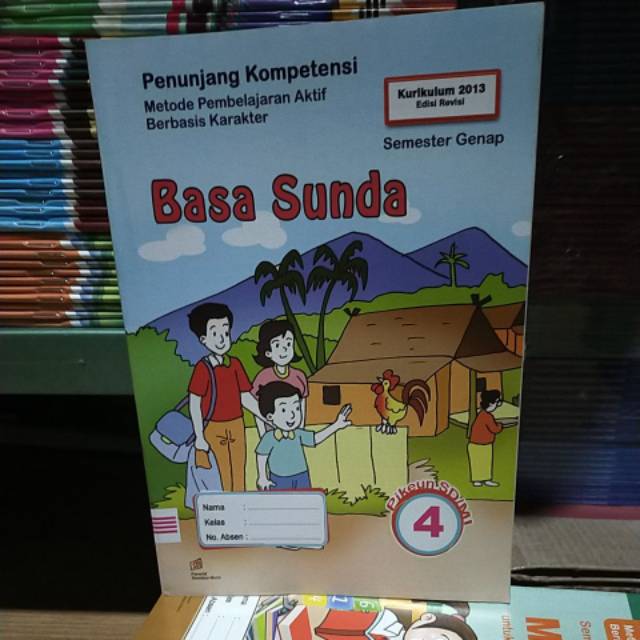 Penunjang Kompetensi
Metode Pembelajaran Aktif
Berbasis Karakter
Kurikulum 2013
Edisi Revisi
Semester Genap
Basa Sunda
Nama :
Kelas :
No. Absen :
Pikeun SD/MI
4